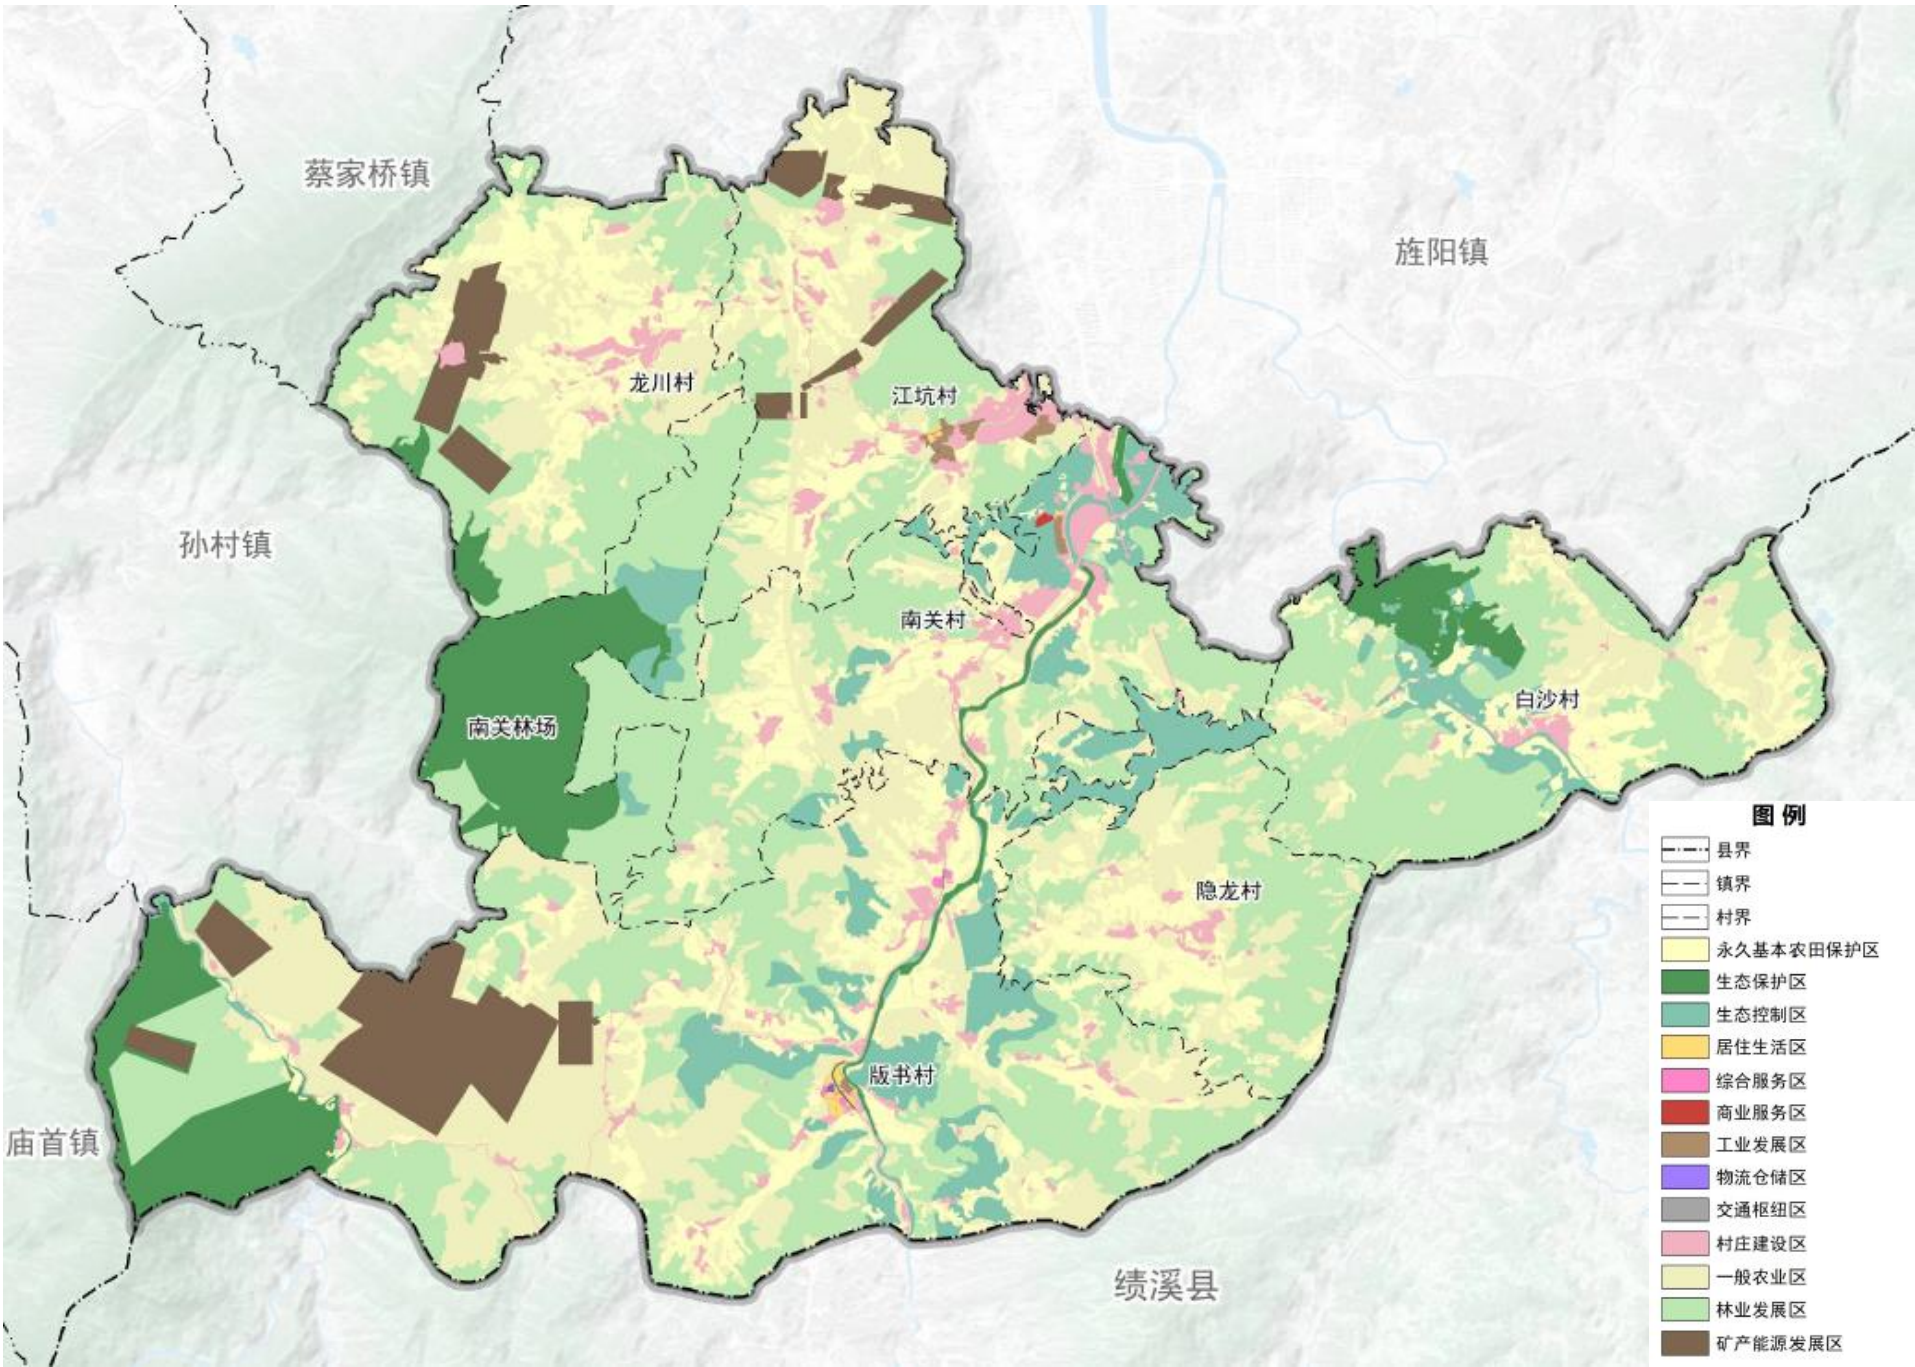 蔡家桥镇
旌阳镇
龙川村
江坑村
孙村镇
南关村
白沙村
南关林场
隐龙村
版书村
庙首镇
绩溪县
图例
县界
镇界
村界
永久基本农田保护区
生态保护区
生态控制区
居住生活区
综合服务区
商业服务区
工业发展区
物流仓储区
交通枢纽区
村庄建设区
一般农业区
林业发展区
矿产能源发展区